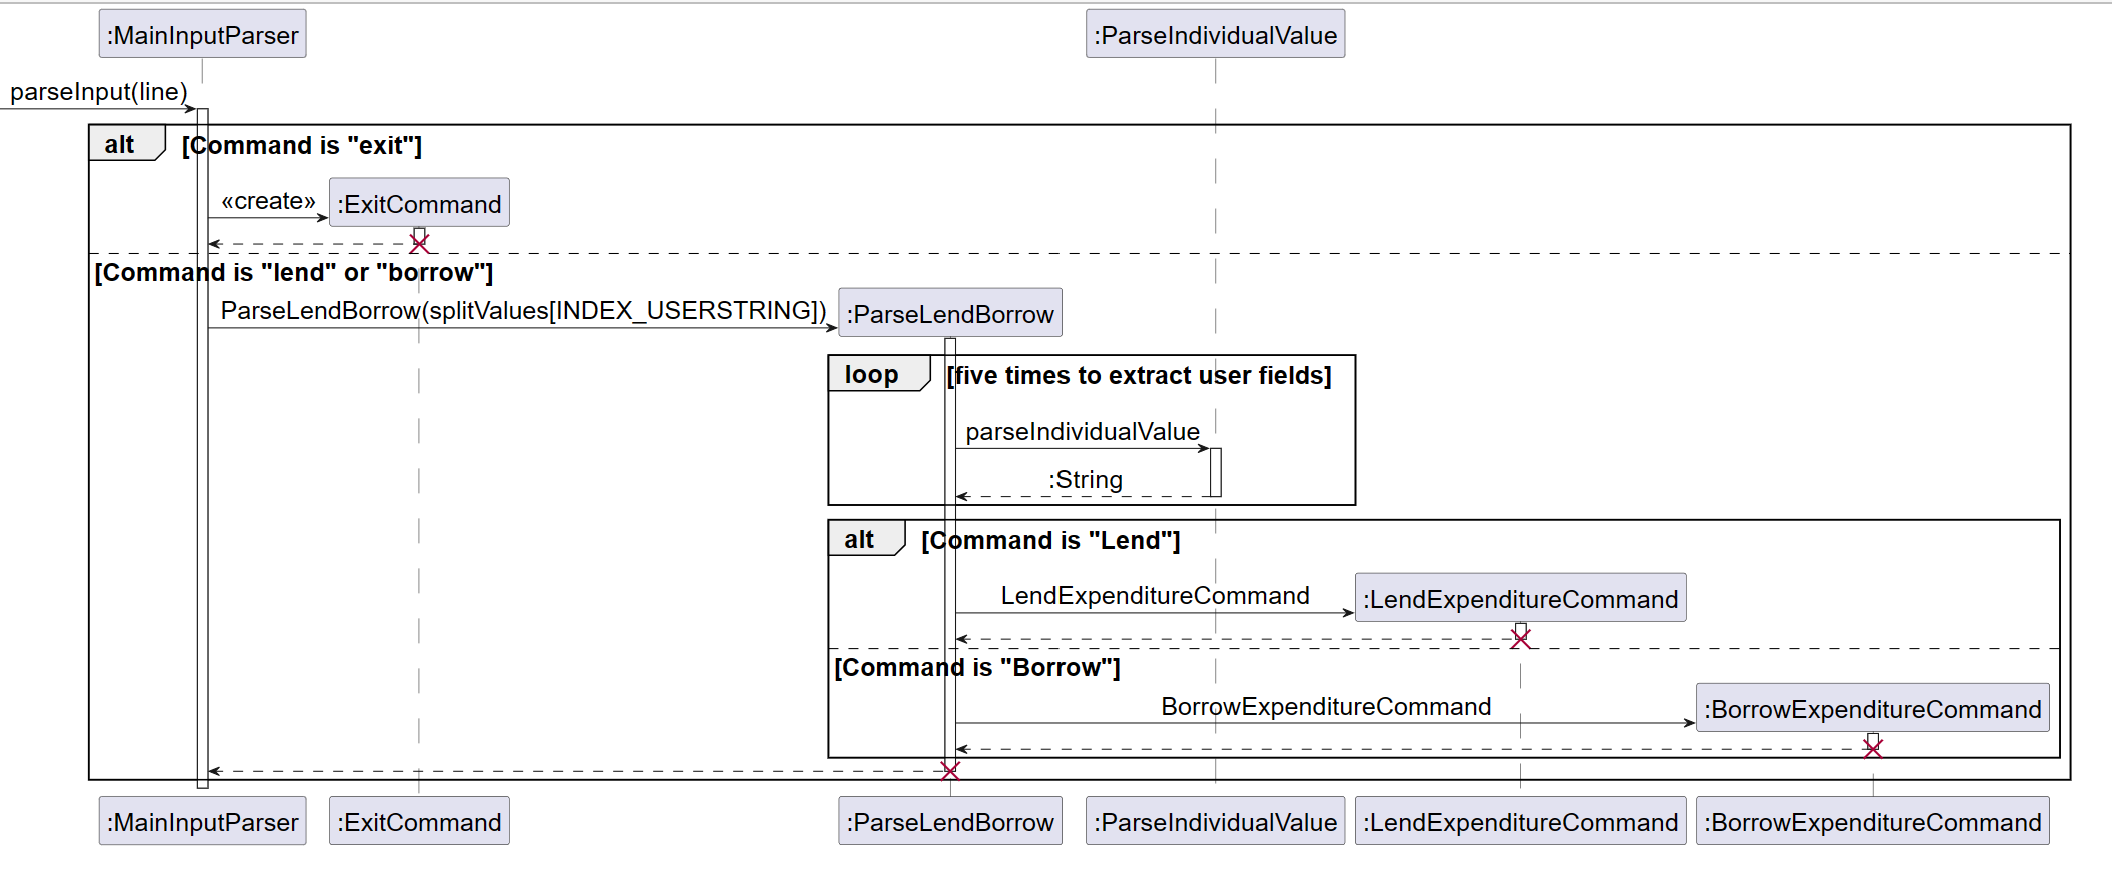 :MainInputParser
:ParseIndividualValue
parseInput(line)
alt
[Command is "exit"]
«create»
:ExitCommand
[Command is "lend" or "borrow"]
ParseLendBorrow(splitValues[INDEX_USERSTRING])
:ParseLendBorrow
loop
[five times to extract user fields]
parseIndividualValue
:String
alt
[Command is "Lend"]
LendExpenditureCommand
:LendExpenditureCommand
[Command is "Borrow"]
BorrowExpenditureCommand
:BorrowExpenditureCommand
:MainInputParser
:ExitCommand
:ParseLendBorrow
:ParseIndividualValue
:LendExpenditureCommand
:BorrowExpenditureCommand